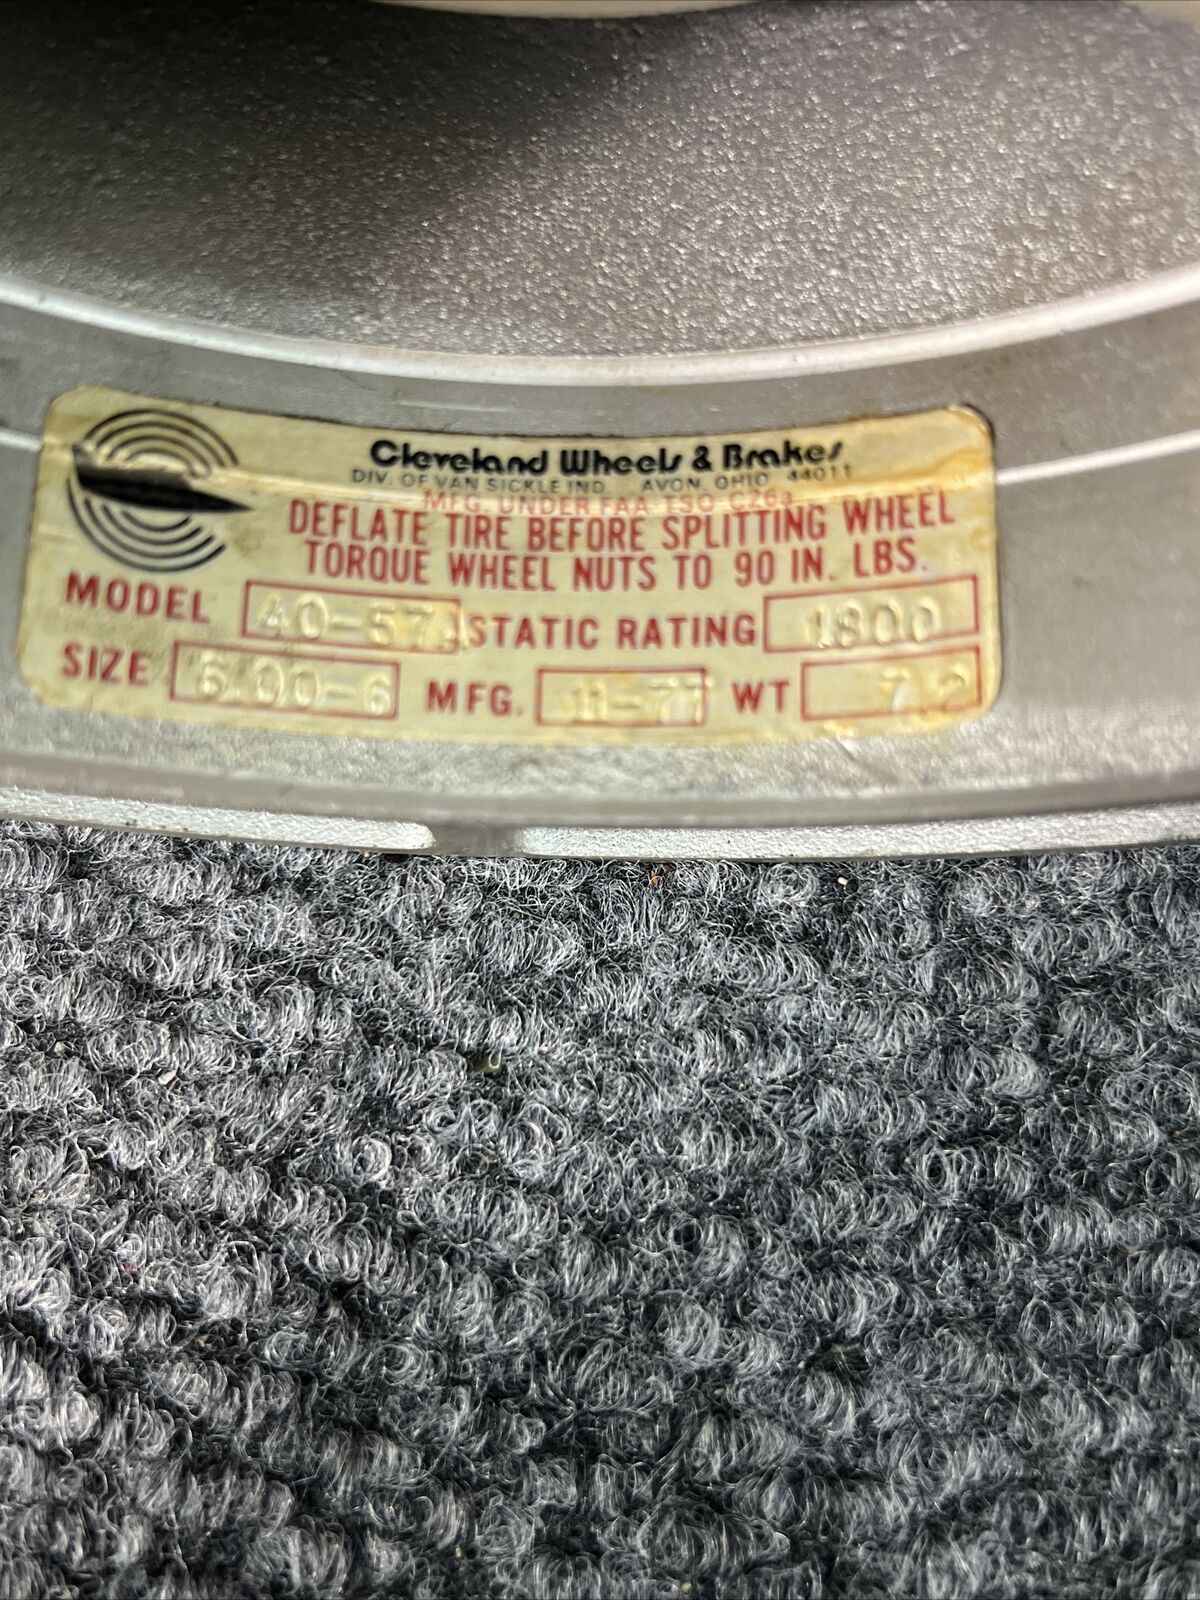 Cleveland Wheels & Brakes
DIV. OF VAN SICKLE IND. AVON, OHIO 44011
MFG. UNDER FAA-TSO-C26a
DEFLATE TIRE BEFORE SPLITTING WHEEL
TORQUE WHEEL NUTS TO 90 IN. LBS.
MODEL 40-57A STATIC RATING 1800
SIZE 6.00-6 MFG. 11-77 WT 7.2